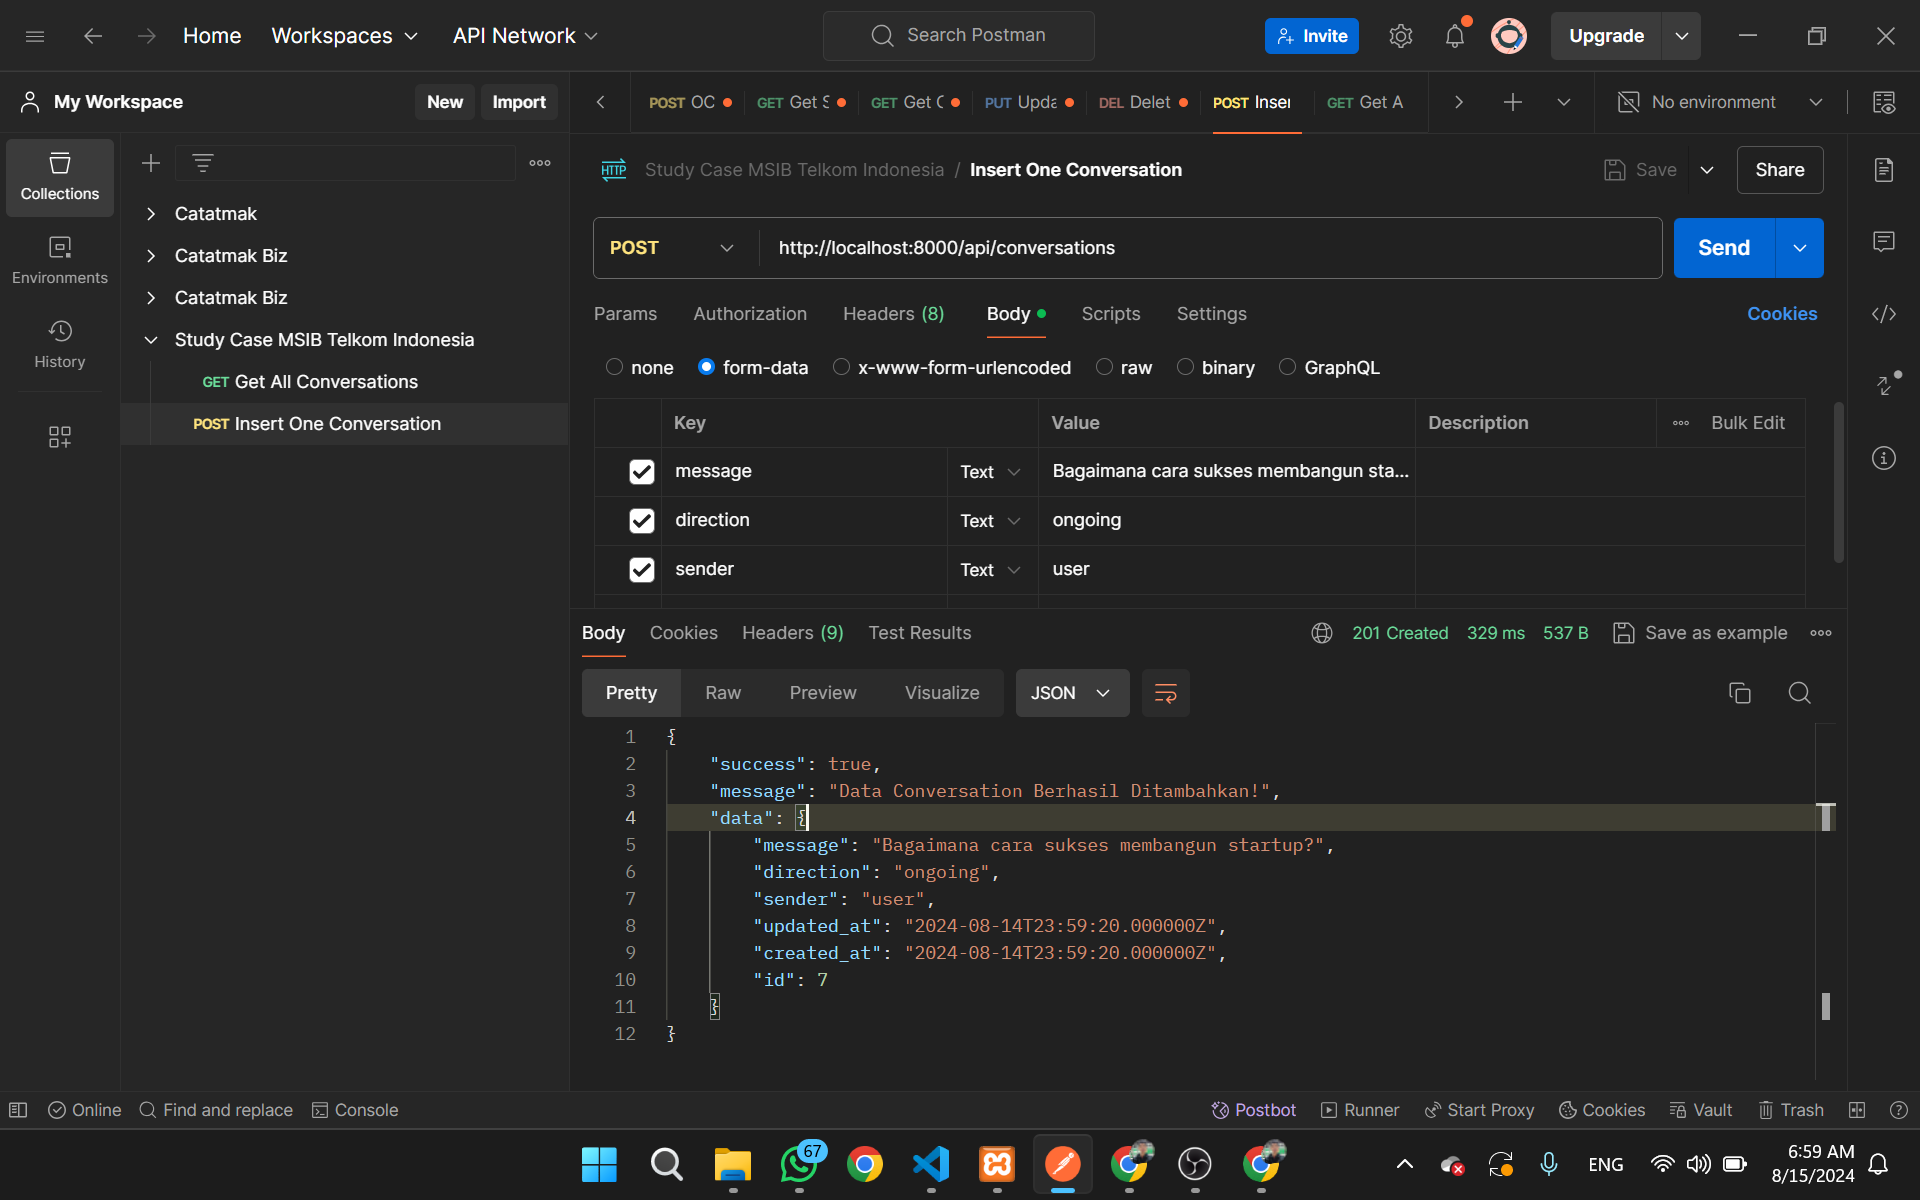 Home Workspaces API Network Search Postman Invite Upgrade
My Workspace New Import POST OC GET Get S GET Get C PUT Upda DEL Delet POST Inser GET Get A No environment
Collections
Environments
History
Catatmak
Catatmak Biz
Catatmak Biz
Study Case MSIB Telkom Indonesia
GET Get All Conversations
POST Insert One Conversation
HTTP Study Case MSIB Telkom Indonesia / Insert One Conversation Save Share
POST http://localhost:8000/api/conversations Send
Params Authorization Headers (8) Body Scripts Settings Cookies
none form-data x-www-form-urlencoded raw binary GraphQL
Key Value Description Bulk Edit
message Text Bagaimana cara sukses membangun sta...
direction Text ongoing
sender Text user
Body Cookies Headers (9) Test Results 201 Created 329 ms 537 B Save as example
Pretty Raw Preview Visualize JSON
1 {
2 "success": true,
3 "message": "Data Conversation Berhasil Ditambahkan!",
4 "data": {
5 "message": "Bagaimana cara sukses membangun startup?",
6 "direction": "ongoing",
7 "sender": "user",
8 "updated_at": "2024-08-14T23:59:20.000000Z",
9 "created_at": "2024-08-14T23:59:20.000000Z",
10 "id": 7
11 }
12 }
Online Find and replace Console Postbot Runner Start Proxy Cookies Vault Trash
67
ENG
6:59 AM
8/15/2024